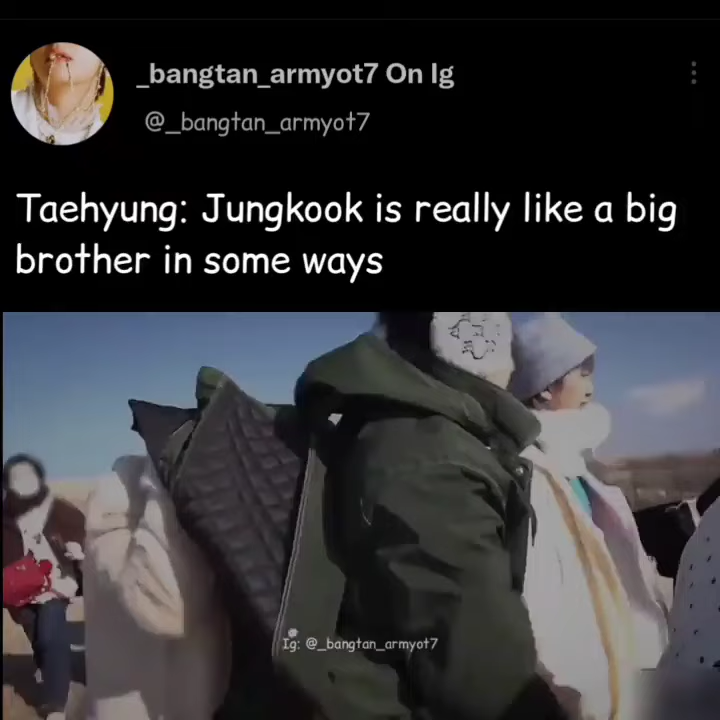 _bangtan_armyot7 On Ig
@_bangtan_armyot7
Taehyung: Jungkook is really like a big
brother in some ways
Ig: @_bangtan_armyot7